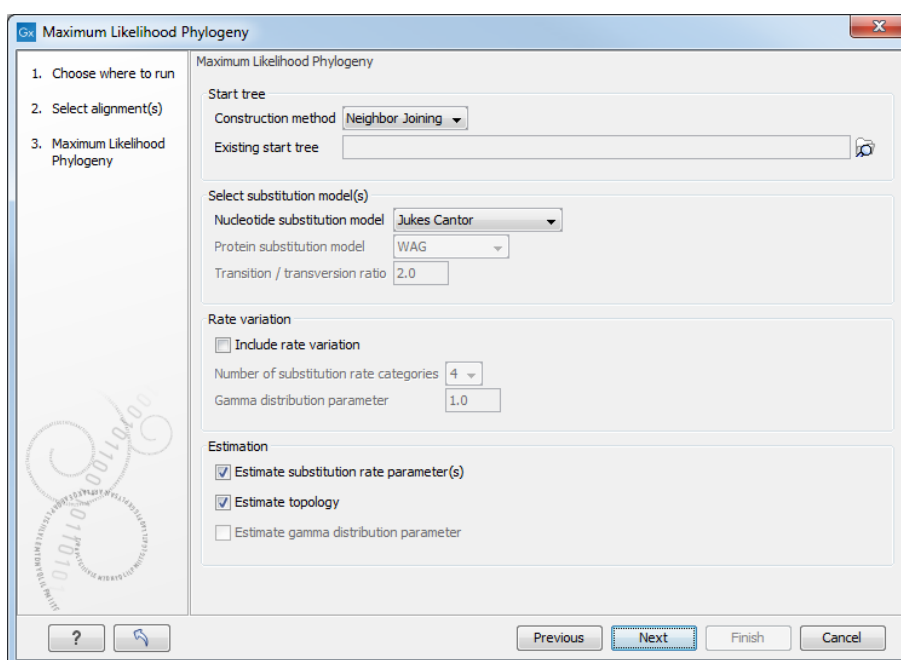 Gx Maximum Likelihood Phylogeny
1. Choose where to run
2. Select alignment(s)
3. Maximum Likelihood
Phylogeny
Maximum Likelihood Phylogeny
Start tree
Construction method Neighbor Joining
Existing start tree
Select substitution model(s)
Nucleotide substitution model Jukes Cantor
Protein substitution model WAG
Transition / transversion ratio 2.0
Rate variation
Include rate variation
Number of substitution rate categories 4
Gamma distribution parameter 1.0
Estimation
Estimate substitution rate parameter(s)
Estimate topology
Estimate gamma distribution parameter
? Previous Next Finish Cancel